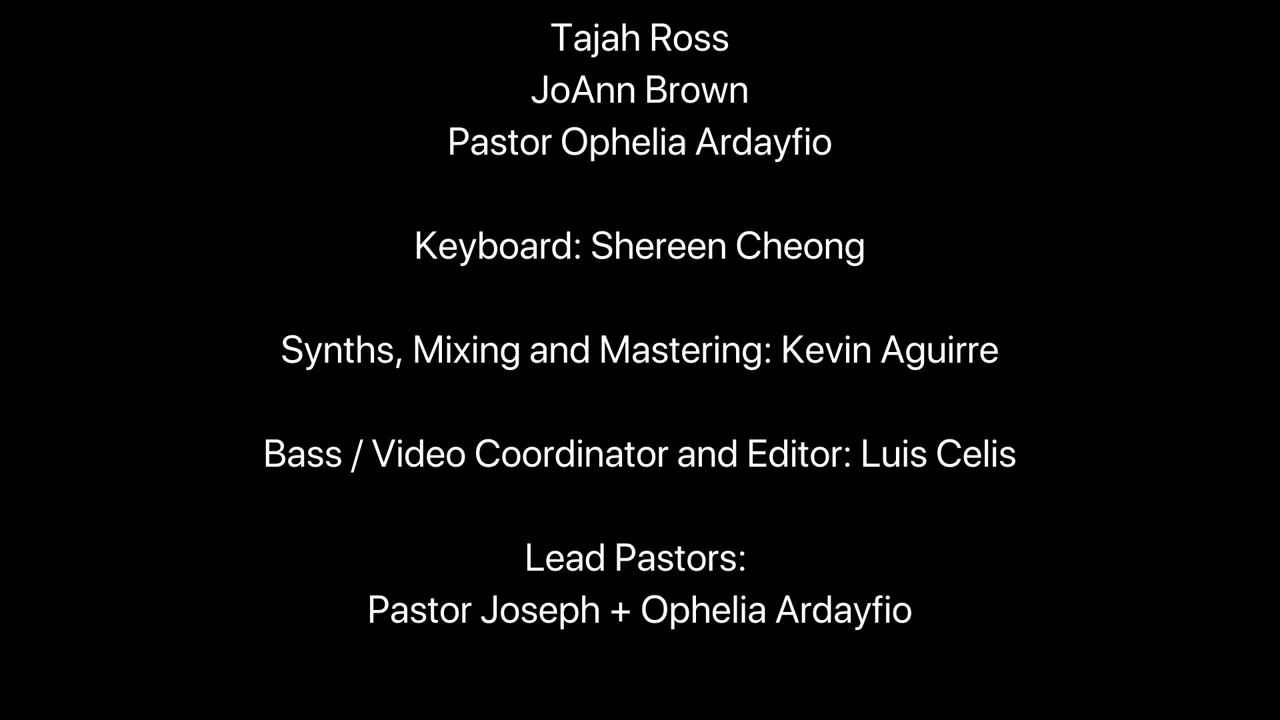 Tajah Ross
JoAnn Brown
Pastor Ophelia Ardayfio
Keyboard: Shereen Cheong
Synths, Mixing and Mastering: Kevin Aguirre
Bass / Video Coordinator and Editor: Luis Celis
Lead Pastors:
Pastor Joseph + Ophelia Ardayfio